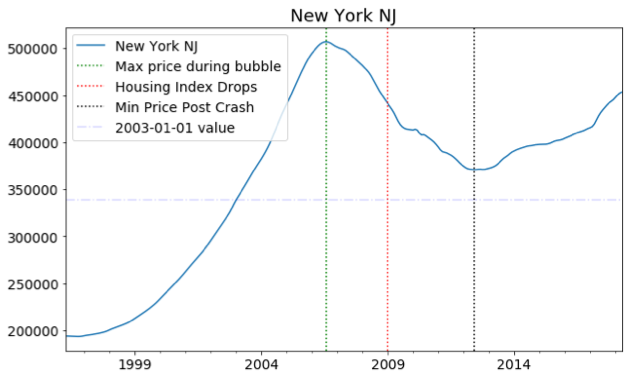 New York NJ
500000
450000
400000
350000
300000
250000
200000
New York NJ
Max price during bubble
Housing Index Drops
Min Price Post Crash
2003-01-01 value
1999
2004
2009
2014